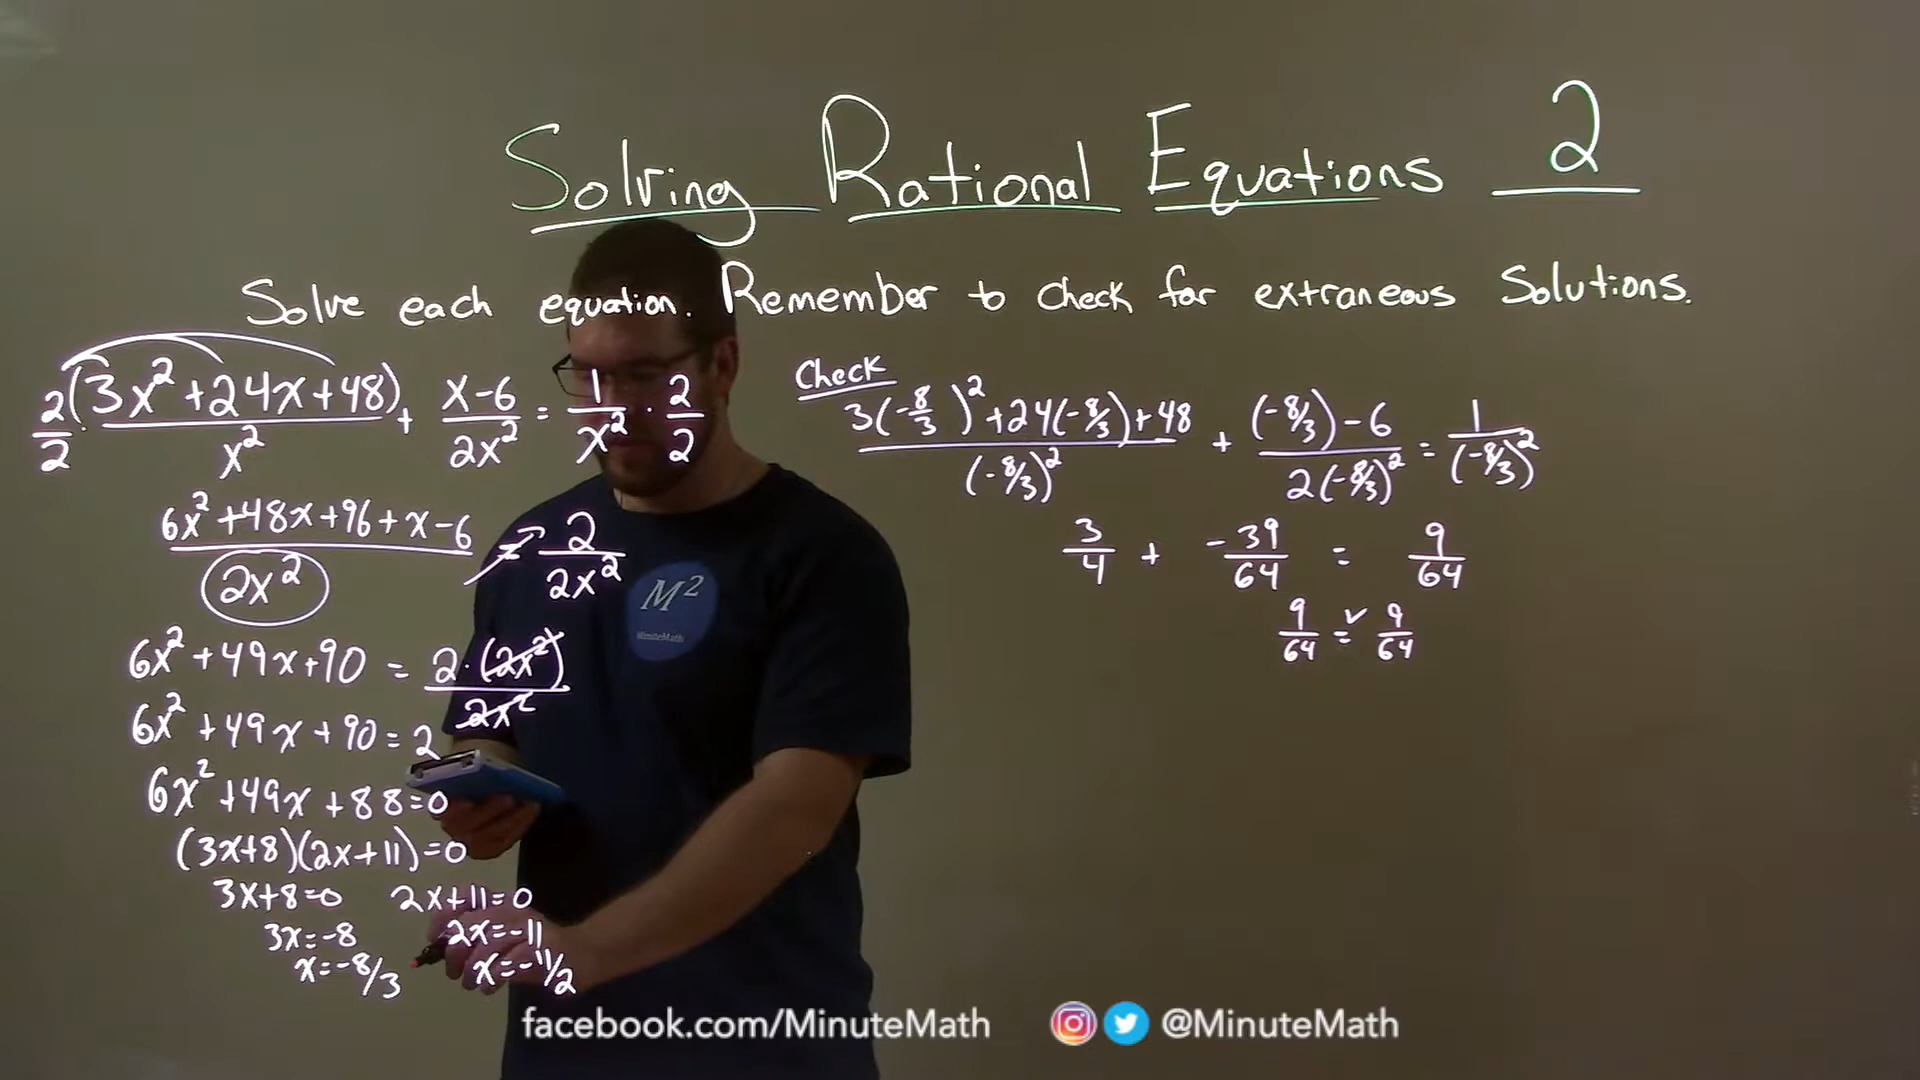 Solving Rational Equations 2
Solve each equation. Remember to check for extraneous solutions.
2/2 · (3x² + 24x + 48)/x² + (x-6)/2x² = 1/x² · 2/2
(6x² + 48x + 96 + x - 6)/2x² = 2/2x²
6x² + 49x + 90 = 2·(2x²)/2x²
6x² + 49x + 90 = 2
6x² + 49x + 88 = 0
(3x+8)(2x+11)=0
3x+8=0 2x+11=0
3x=-8 2x=-11
x=-8/3 x=-11/2
Check
(3(-8/3)² + 24(-8/3) + 48)/(-8/3)² + ((-8/3) - 6)/2(-8/3)² = 1/(-8/3)²
3/4 + -39/64 = 9/64
9/64 = ✓ 9/64
M²
MinuteMath
facebook.com/MinuteMath @MinuteMath